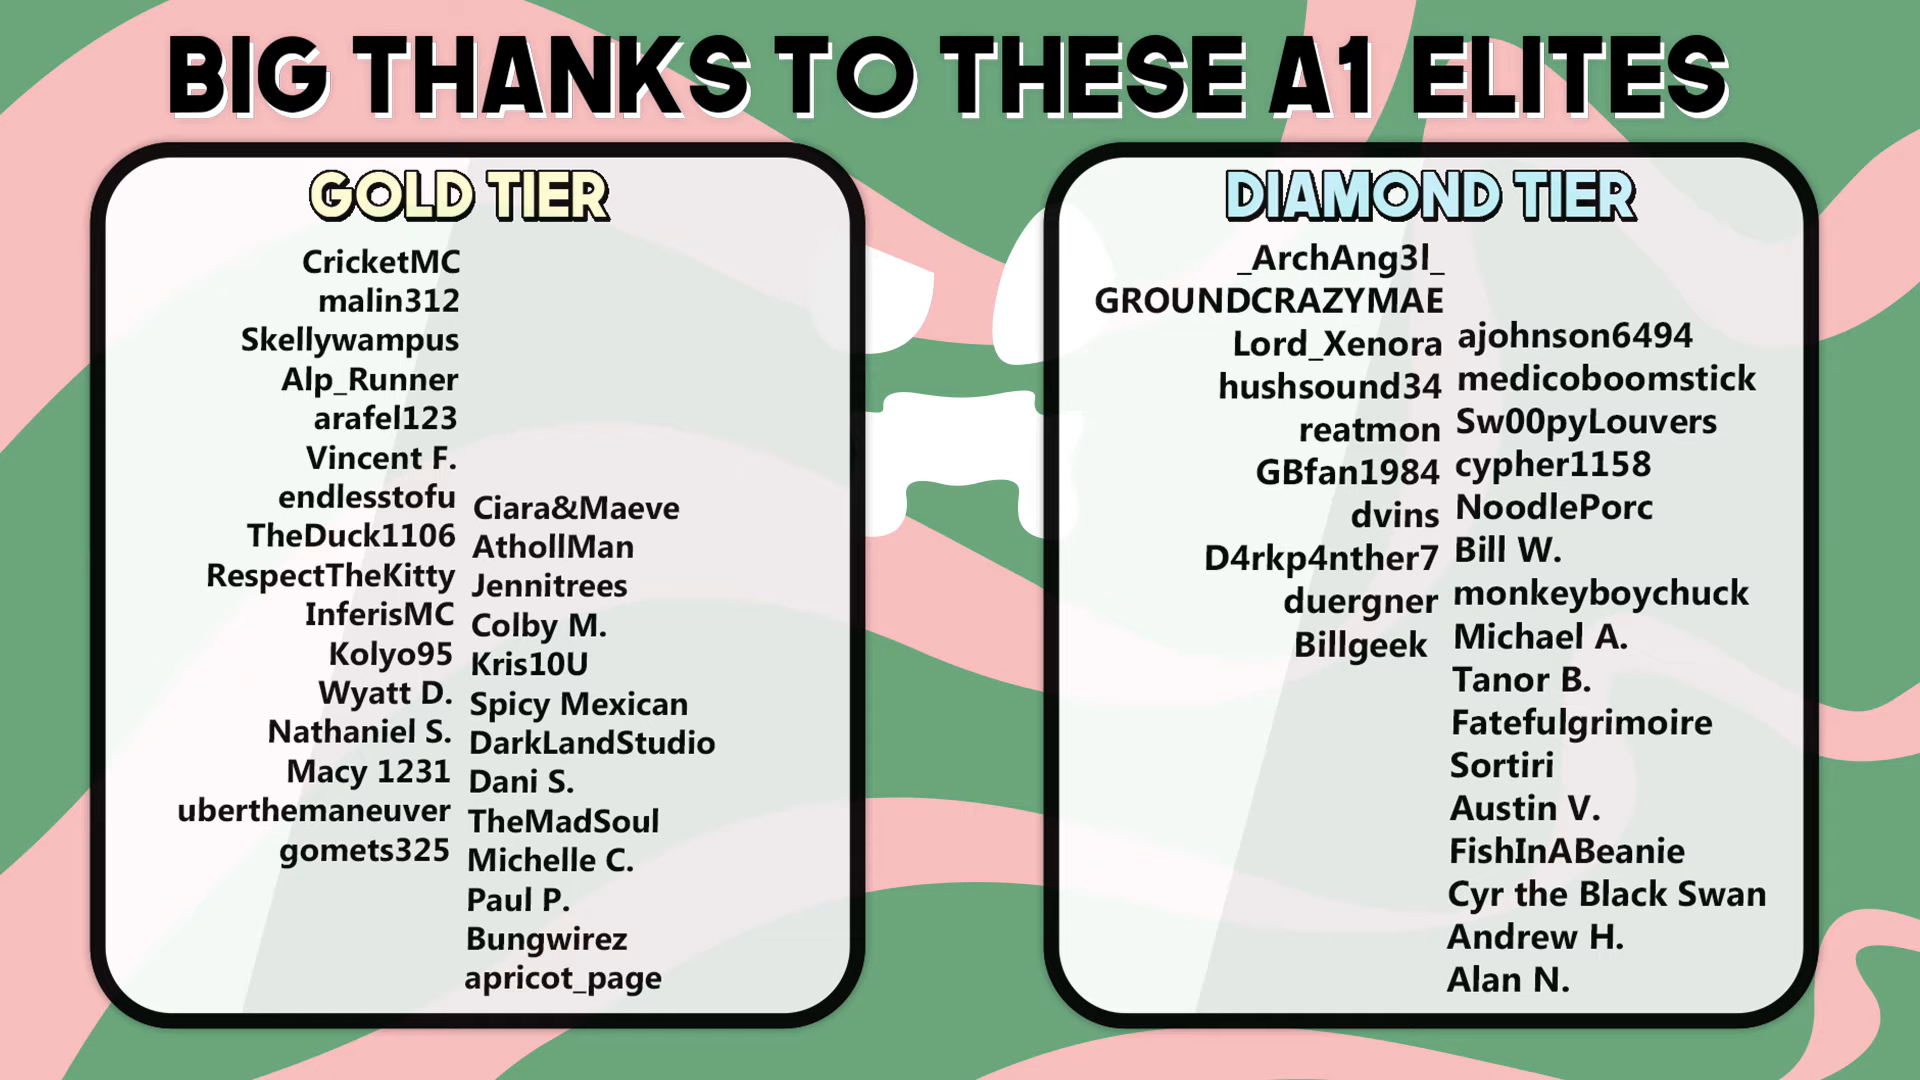 BIG THANKS TO THESE A1 ELITES
GOLD TIER
CricketMC
malin312
Skellywampus
Alp_Runner
arafel123
Vincent F.
endlesstofu
TheDuck1106
RespectTheKitty
InferisMC
Kolyo95
Wyatt D.
Nathaniel S.
Macy 1231
uberthemaneuver
gomets325
Ciara&Maeve
AthollMan
Jennitrees
Colby M.
Kris10U
Spicy Mexican
DarkLandStudio
Dani S.
TheMadSoul
Michelle C.
Paul P.
Bungwirez
apricot_page
DIAMOND TIER
_ArchAng3l_
GROUNDCRAZYMAE
Lord_Xenora
hushsound34
reatmon
GBfan1984
dvins
D4rkp4nther7
duergner
Billgeek
ajohnson6494
medicoboomstick
Sw00pyLouvers
cypher1158
NoodlePorc
Bill W.
monkeyboychuck
Michael A.
Tanor B.
Fatefulgrimoire
Sortiri
Austin V.
FishInABeanie
Cyr the Black Swan
Andrew H.
Alan N.